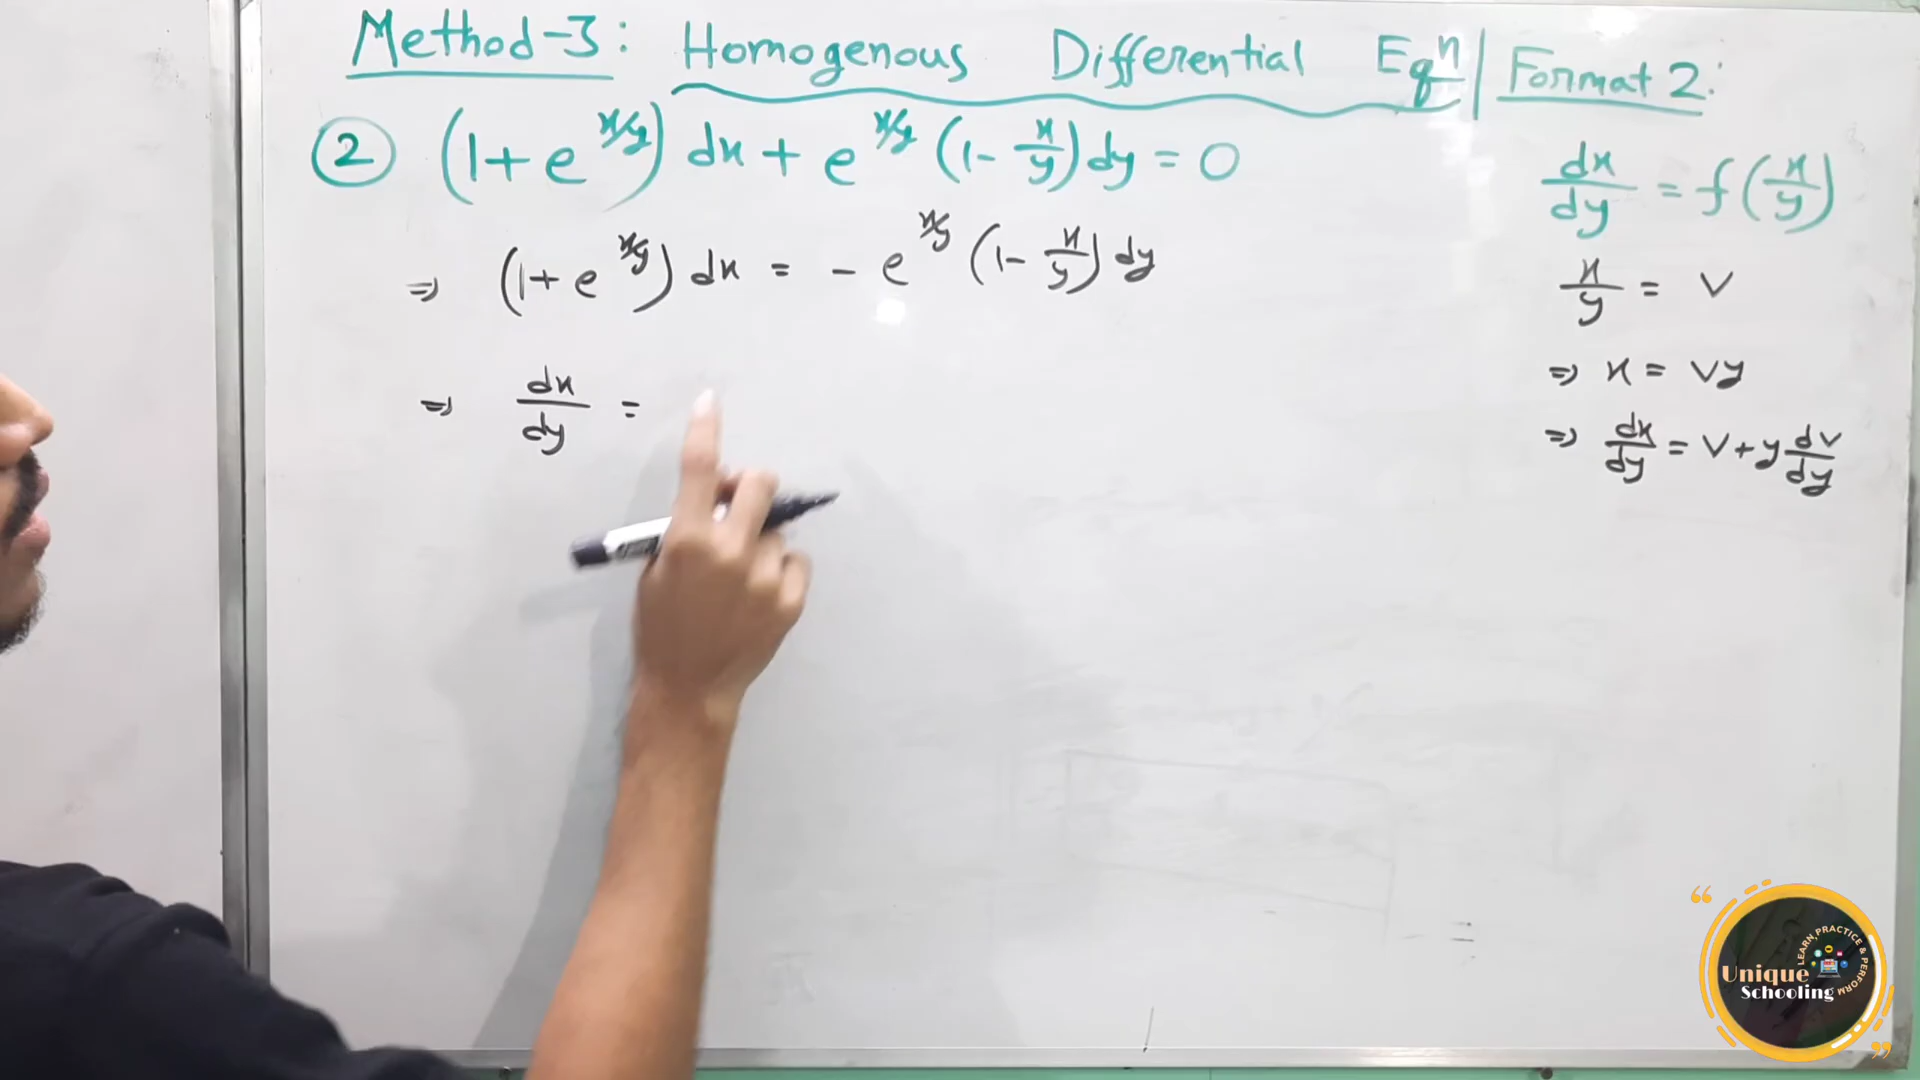 Method-3: Homogenous Differential Eqⁿ | Format 2:
② (1+e^{x/y}) dx + e^{x/y} (1- x/y) dy = 0
⇒ (1+e^{x/y}) dx = - e^{x/y} (1- x/y) dy
⇒ dx/dy =
dx/dy = f(x/y)
x/y = v
⇒ x = vy
⇒ dx/dy = v+y dv/dy
=
“
LEARN, PRACTICE & PERFORM
Unique
Schooling
”